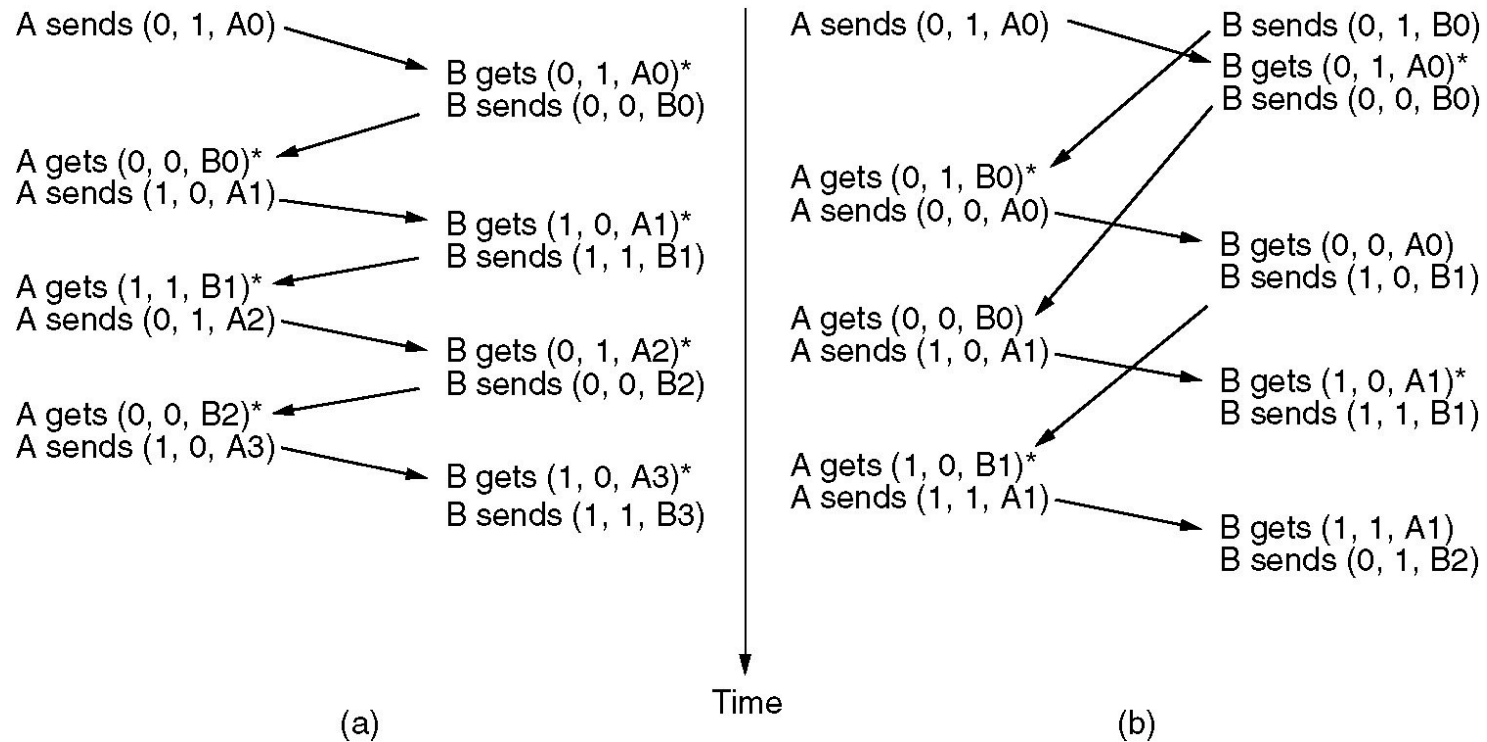 A sends (0, 1, A0)
B gets (0, 1, A0)*
B sends (0, 0, B0)
A gets (0, 0, B0)*
A sends (1, 0, A1)
B gets (1, 0, A1)*
B sends (1, 1, B1)
A gets (1, 1, B1)*
A sends (0, 1, A2)
B gets (0, 1, A2)*
B sends (0, 0, B2)
A gets (0, 0, B2)*
A sends (1, 0, A3)
B gets (1, 0, A3)*
B sends (1, 1, B3)
(a)
Time
A sends (0, 1, A0)
B sends (0, 1, B0)
B gets (0, 1, A0)*
B sends (0, 0, B0)
A gets (0, 1, B0)*
A sends (0, 0, A0)
B gets (0, 0, A0)
B sends (1, 0, B1)
A gets (0, 0, B0)
A sends (1, 0, A1)
B gets (1, 0, A1)*
B sends (1, 1, B1)
A gets (1, 0, B1)*
A sends (1, 1, A1)
B gets (1, 1, A1)
B sends (0, 1, B2)
(b)